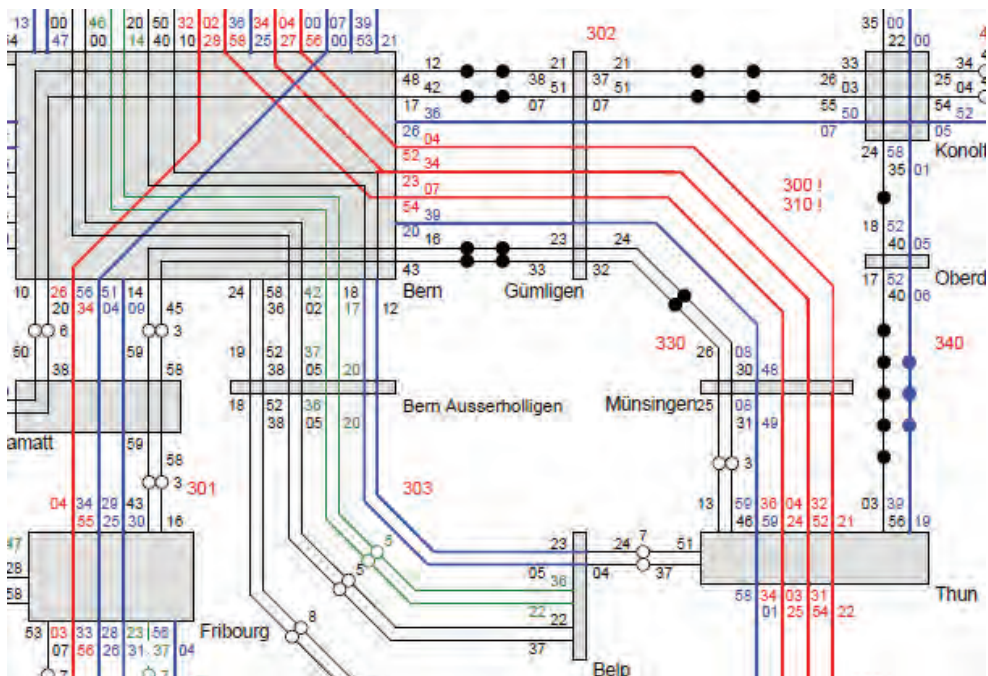 13 00 46 20 50 32 02 36 34 04 00 07 39 302 35 00
47 00 14 40 10 28 58 34 25 27 56 00 53 21 22 00
12 21 21 33 34
48 38 37 26 25
42 51 51 03 04
17 07 07 55 54
36 50 52
26 07 05
04 Konolf
52 24 58
34 35 01
23 300 !
07 310 !
54
39 18 52
20 40 05
16 23 24
43 33 32 17 52 Oberd
Bern Gümligen 40 06
10 26 56 51 14 24 58 42 18
20 34 04 09 45 36 02 17 12
6 3 330 340
50 59 19 52 37 26 08
38 58 38 05 20 30 48
18 52 36 Bern Ausserholligen Münsingen 25 08
amatt 38 05 20 31 49
59
58
3 301 303 3
04 34 29 43 13 59 36 04 32 03 39
55 25 30 16 46 59 24 52 21 56 19
47 23 24 7 51
28 5 05 04 37
58 5 36 58 34 03 31
22 01 25 54 22
Thun
53 03 33 28 23 56 Fribourg 8 22
07 56 26 31 37 04 37
7 7 Belp